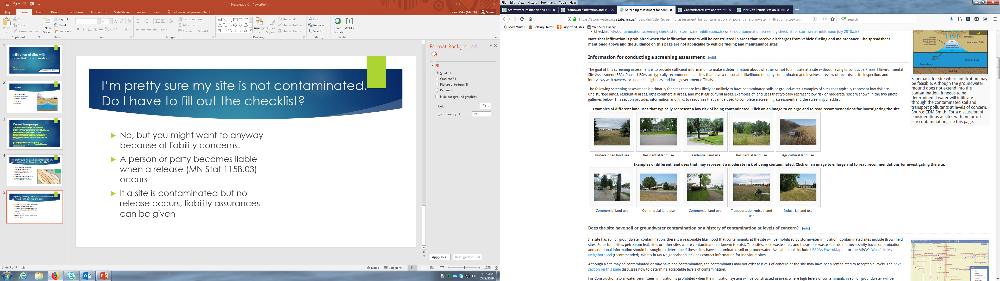 Presentation1 - PowerPoint
File Home Insert Design Transitions Animations Slide Show Review View Tell me what you want to do... Trojan, Mike (MPCA) Share
Paste
Cut
Copy
Format Painter
Clipboard
New Slide
Layout
Reset
Section
Slides
24
Font
Paragraph
Text Direction
Align Text
Convert to SmartArt
Arrange
Quick Styles
Shape Fill
Shape Outline
Shape Effects
Drawing
Find
Replace
Select
Editing
Share This File
WebEx
WebEx
1
Infiltration at sites with
potential contamination
2
Content
3
Permit language
4
I'm pretty sure my site has contamination.
Why do I have to fill out the checklist?
5
I'm pretty sure my site is not contaminated.
Do I have to fill out the checklist?
I'm pretty sure my site is not contaminated.
Do I have to fill out the checklist?
No, but you might want to anyway
because of liability concerns.
A person or party becomes liable
when a release (MN Stat 115B.03)
occurs
If a site is contaminated but no
release occurs, liability assurances
can be given
Format Background
Fill
Solid fill
Gradient fill
Picture or texture fill
Pattern fill
Hide background graphics
Color
Transparency 0%
Apply to All Reset Background
Slide 5 of 5
Notes Comments 103%
11:18 AM
2/22/2019
File Edit View History Bookmarks Tools Help
Stormwater infiltration and con
Stormwater Infiltration and soil
Screening assessment for conta
Contaminated sites and stormw
MN CSW Permit Section 16 Infi
https://stormwater.pca.state.mn.us/index.php?title=Screening_assessment_for_contamination_at_potential_stormwater_infiltration_sites#Liab
Search
Most Visited Getting Started Suggested Sites Web Slice Gallery
Checklist: File:Contamination screening checklist for stormwater infiltration.xlsx or File:Contamination screening checklist for stormwater infiltration July 2018.xlsx
Note that infiltration is prohibited when the infiltration system will be constructed in areas that receive discharges from vehicle fueling and maintenance. The spreadsheet
mentioned above and the guidance on this page are not applicable to vehicle fueling and maintenance sites.
Information for conducting a screening assessment [edit]
The goal of this screening assessment is to provide sufficient information to make a determination about whether or not to infiltrate at a site without having to conduct a Phase 1 Environmental
Site Assessment (ESA). Phase 1 ESAs are typically recommended at sites that have a reasonable likelihood of being contaminated and involves a review of records, a site inspection, and
interviews with owners, occupants, neighbors and local government officials.
The following screening assessment is primarily for sites that are less likely or unlikely to have contaminated soils or groundwater. Examples of sites that typically represent low risk are
undisturbed lands, residential areas, light commercial areas, and most agricultural areas. Examples of land uses that typically represent low risk or moderate risk are shown in the two photo
galleries below. This section provides information and links to resources that can be used to complete a screening assessment and the screening checklist.
Examples of different land uses that typically represent a low risk of being contaminated. Click on an image to enlarge and to read recommendations for investigating the site.
Undeveloped land use
Residential land use
Residential land use
Residential land use
Agricultural land use
Examples of different land uses that may represent a moderate risk of being contaminated. Click on an image to enlarge and to read recommendations for investigating the site.
Commercial land use
Commercial land use
Commercial land use
Transportation/mixed land
use
Industrial land use
Does the site have soil or groundwater contamination or a history of contamination at levels of concern? [edit]
If a site has soil or groundwater contamination, there is a reasonable likelihood that contaminants at the site will be mobilized by stormwater infiltration. Contaminated sites include Brownfield
sites, Superfund sites, petroleum leak sites or other sites where contamination is known to exist. Tank sites, solid waste sites, and hazardous waste sites do not necessarily have contamination
and additional information should be sought to determine if these sites have contaminated soil or groundwater. Available tools include USEPA's EnviroMapper or the MPCA's What's in My
Neighborhood (recommended). What's in My Neighborhood includes contact information for individual sites.
Although a site may be contaminated or may have had contamination, the contaminants may not exist at levels of concern or the site may have been remediated to acceptable levels. The next
section on this page discusses how to determine acceptable levels of contamination.
For Construction Stormwater permittees, infiltration is prohibited when the infiltration system will be constructed in areas where high levels of contaminants in soil or groundwater will be
soil
Infiltration
Unsaturated Soils
Groundwater
Saturated Soil
Bedrock
Schematic for site where infiltration may
be feasible. Although the groundwater
mound does not extend into the
contamination, it needs to be
determined if water will infiltrate
through the contaminated soil and
transport pollutants at levels of concern.
Source:CDM Smith. For a discussion of
considerations at sites with on- or off-
site contamination, see this page.